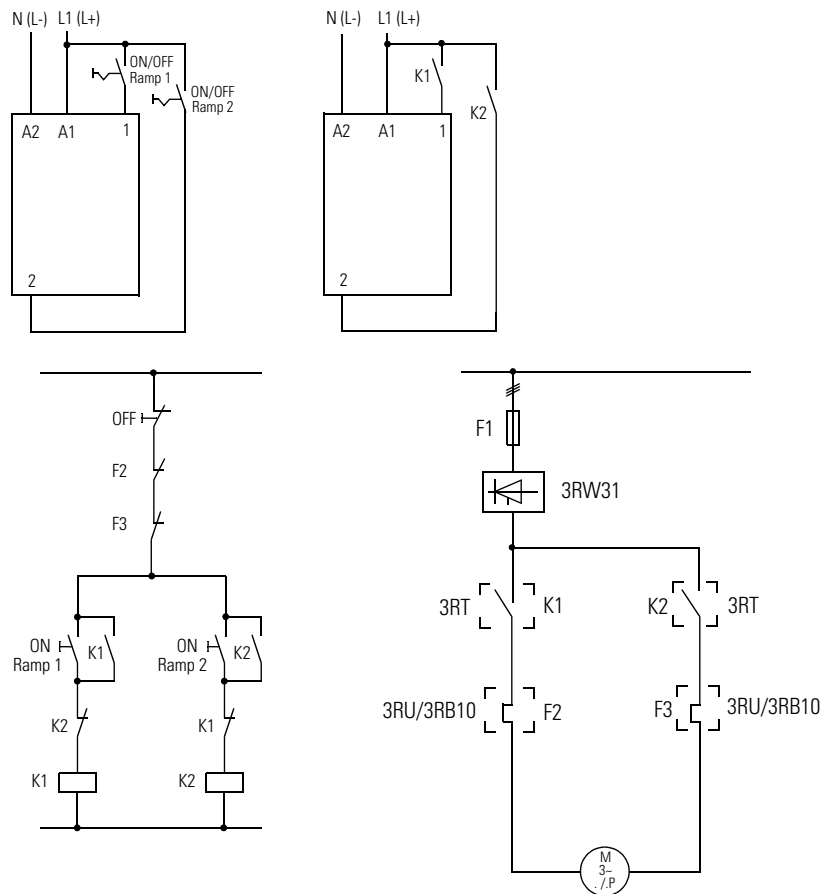 N (L-) L1 (L+)
ON/OFF
Ramp 1
ON/OFF
Ramp 2
A2 A1 1
2
N (L-) L1 (L+)
K1
K2
A2 A1 1
2
OFF
F2
F3
ON
Ramp 1
K1
ON
Ramp 2
K2
K2
K1
K1
K2
F1
3RW31
3RT
K1
K2
3RT
3RU/3RB10
F2
F3
3RU/3RB10
M
3~
. /.P